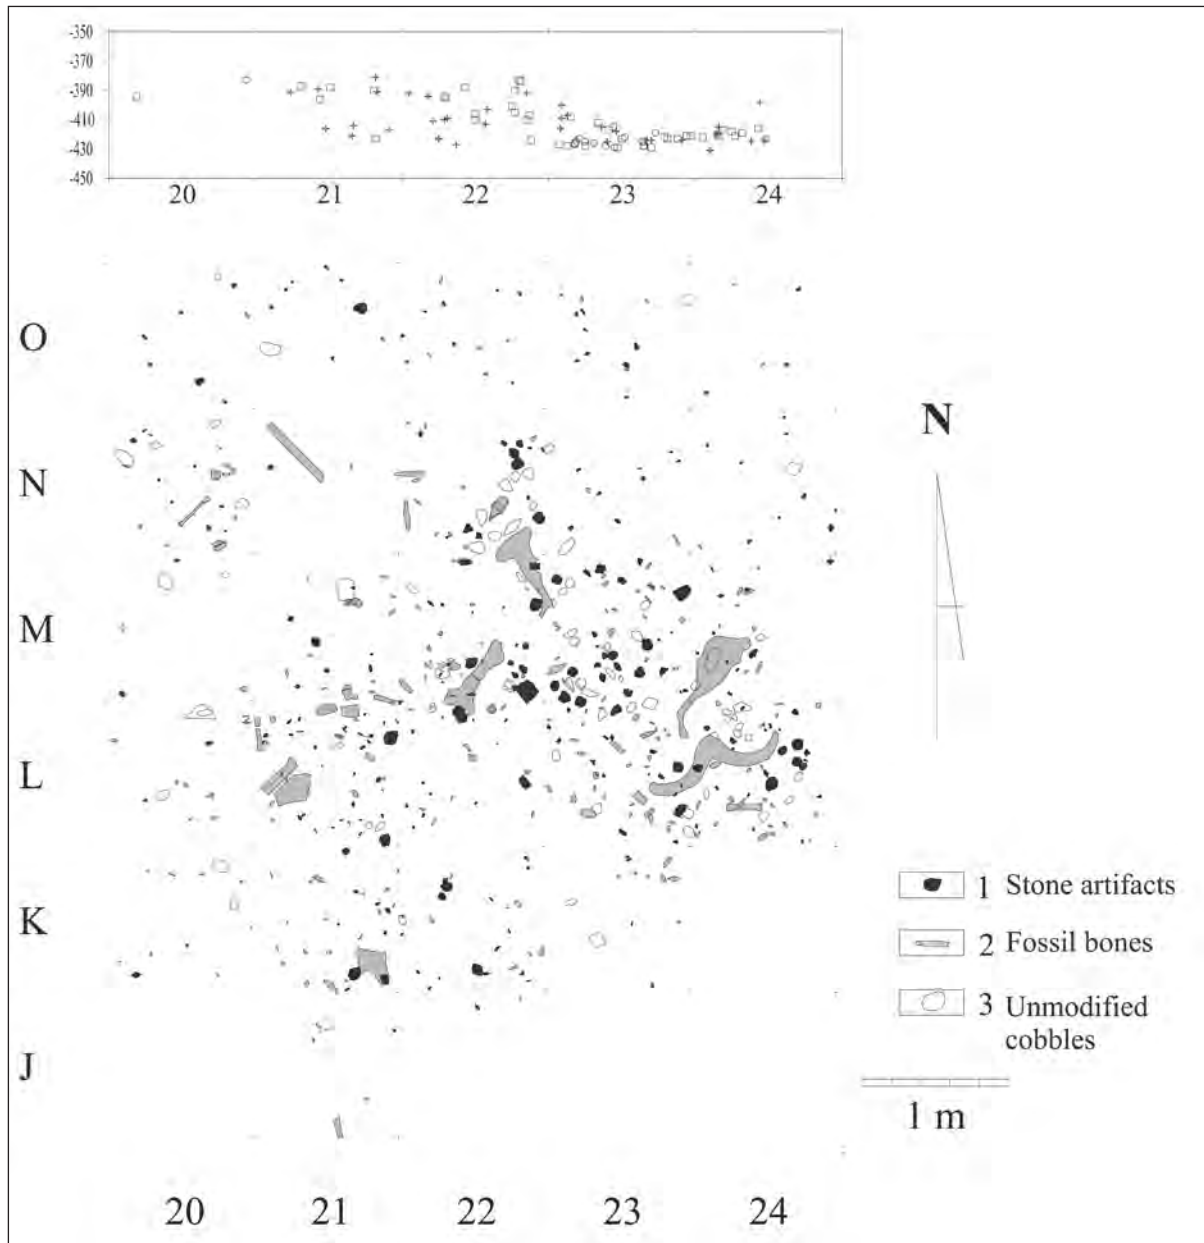 -350
-370
-390
-410
-430
-450
20 21 22 23 24
O
N
M
L
K
J
N
1 Stone artifacts
2 Fossil bones
3 Unmodified
cobbles
1 m
20 21 22 23 24